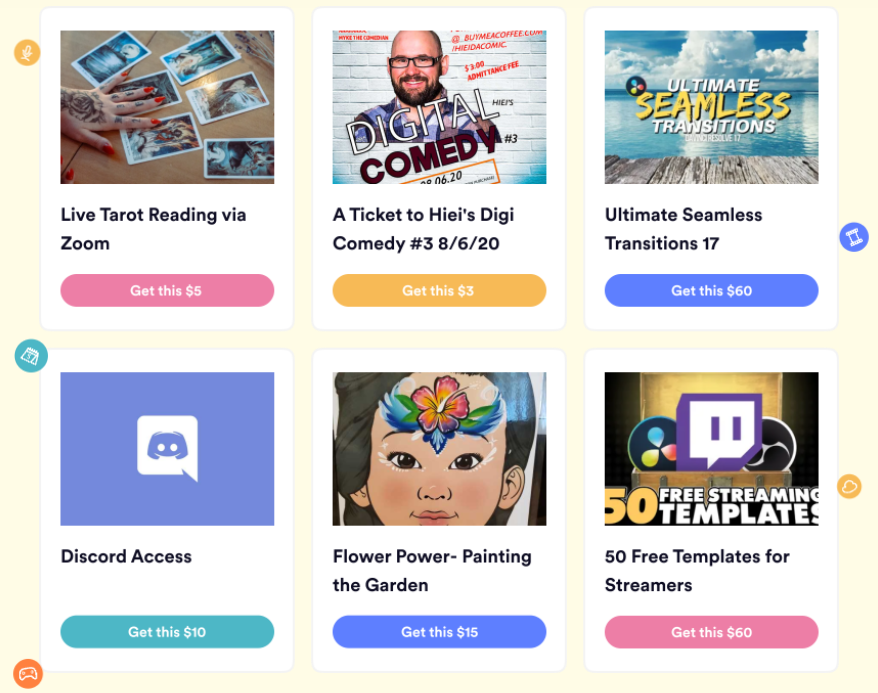 MYKE THE COMEDIAN
@ BUYMEACOFFEE.COM
/HIEIDACOMIC.
$3.00
ADMITTANCE FEE.
HIEI'S
DIGITAL
COMEDY
#3
08.06.20
ULTIMATE
SEAMLESS
TRANSITIONS
Live Tarot Reading via
Zoom
A Ticket to Hiei's Digi
Comedy #3 8/6/20
Ultimate Seamless
Transitions 17
Get this $5
Get this $3
Get this $60
50 FREE STREAMING
TEMPLATES
Discord Access
Flower Power- Painting
the Garden
50 Free Templates for
Streamers
Get this $10
Get this $15
Get this $60